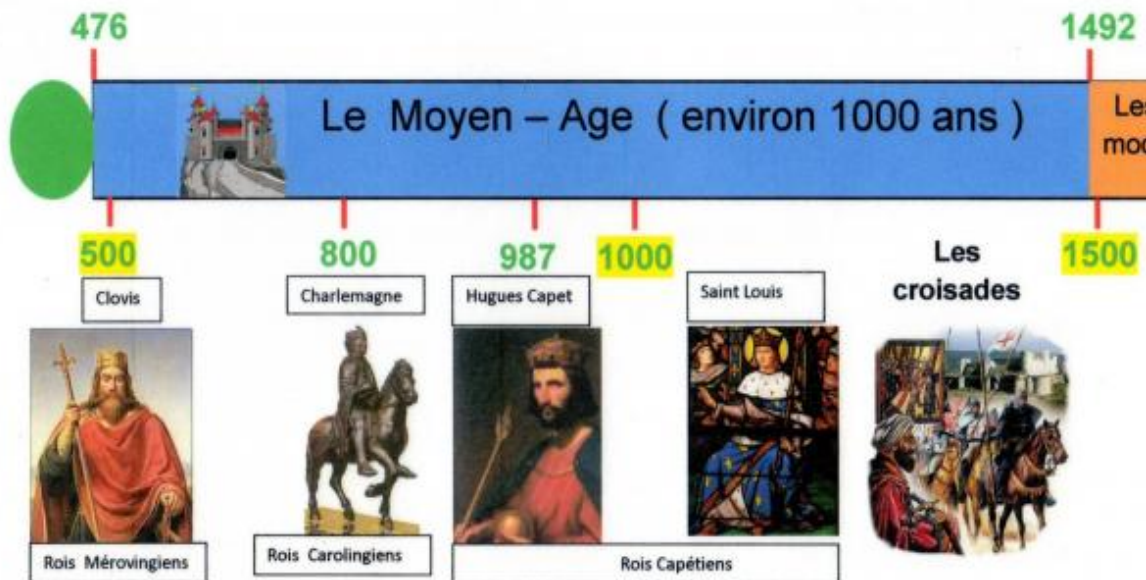 476
1492
Le Moyen – Age ( environ 1000 ans )
500
800
987
1000
1500
Clovis
Charlemagne
Hugues Capet
Saint Louis
Les
croisades
Rois Mérovingiens
Rois Carolingiens
Rois Capétiens